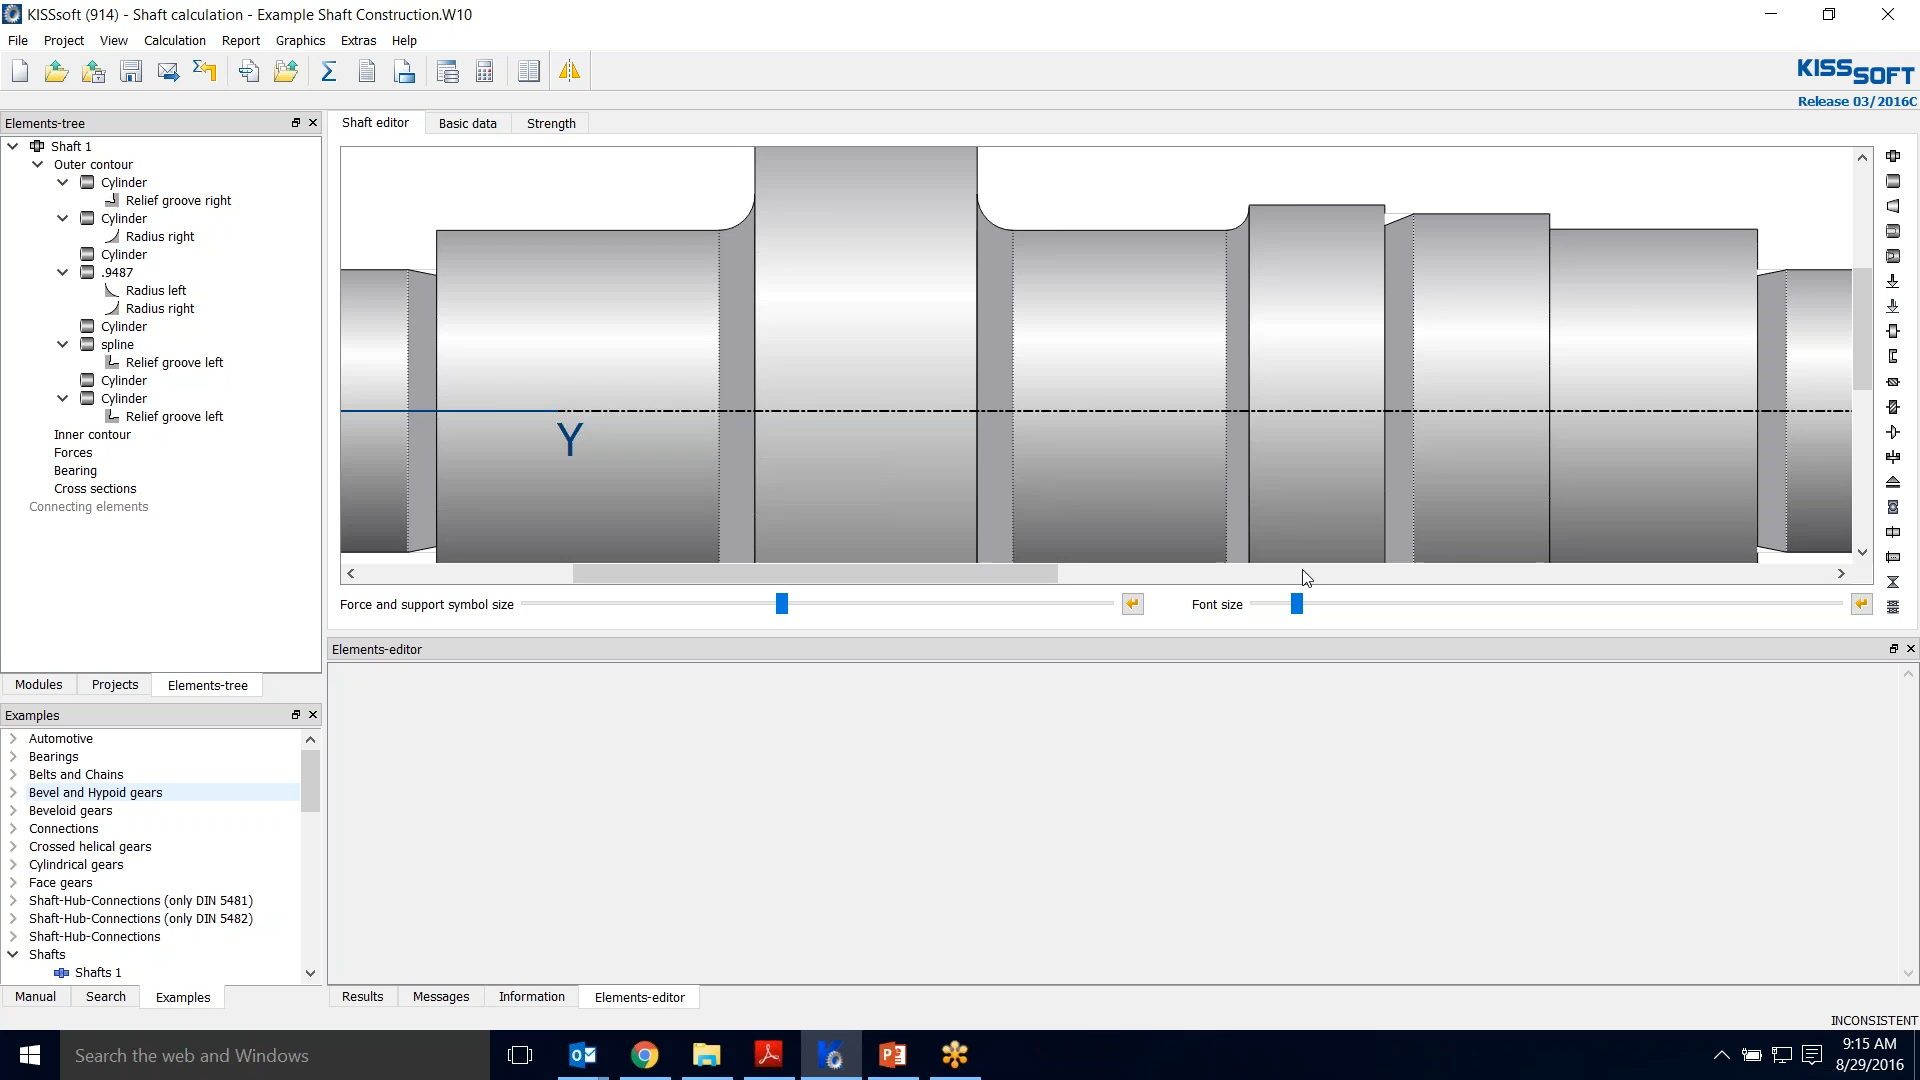 KISSsoft (914) - Shaft calculation - Example Shaft Construction.W10
File Project View Calculation Report Graphics Extras Help
KISSSOFT
Release 03/2016C
Elements-tree
Shaft 1
Outer contour
Cylinder
Relief groove right
Cylinder
Radius right
Cylinder
.9487
Radius left
Radius right
Cylinder
spline
Relief groove left
Cylinder
Cylinder
Relief groove left
Inner contour
Forces
Bearing
Cross sections
Connecting elements
Modules Projects Elements-tree
Examples
Automotive
Bearings
Belts and Chains
Bevel and Hypoid gears
Beveloid gears
Connections
Crossed helical gears
Cylindrical gears
Face gears
Shaft-Hub-Connections (only DIN 5481)
Shaft-Hub-Connections (only DIN 5482)
Shaft-Hub-Connections
Shafts
Shafts 1
Manual Search Examples
Shaft editor Basic data Strength
Y
Force and support symbol size Font size
Elements-editor
Results Messages Information Elements-editor
INCONSISTENT
Search the web and Windows
9:15 AM
8/29/2016